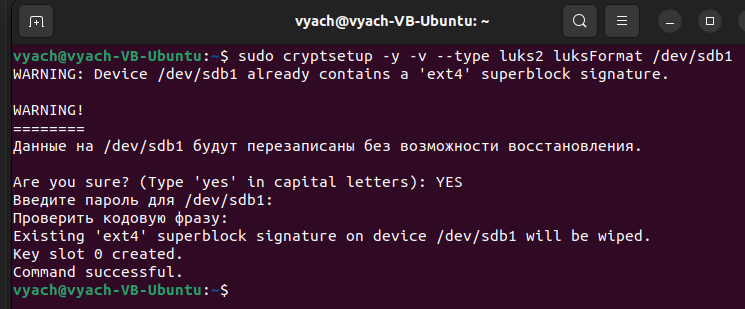 vyach@vyach-VB-Ubuntu: ~
vyach@vyach-VB-Ubuntu:~$ sudo cryptsetup -y -v --type luks2 luksFormat /dev/sdb1
WARNING: Device /dev/sdb1 already contains a 'ext4' superblock signature.
WARNING!
========
Данные на /dev/sdb1 будут перезаписаны без возможности восстановления.
Are you sure? (Type 'yes' in capital letters): YES
Введите пароль для /dev/sdb1:
Проверить кодовую фразу:
Existing 'ext4' superblock signature on device /dev/sdb1 will be wiped.
Key slot 0 created.
Command successful.
vyach@vyach-VB-Ubuntu:~$